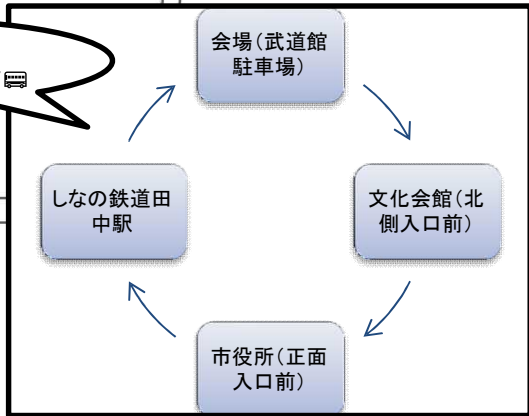 会場（武道館
駐車場）
文化会館（北
側入口前）
市役所（正面
入口前）
しなの鉄道田
中駅